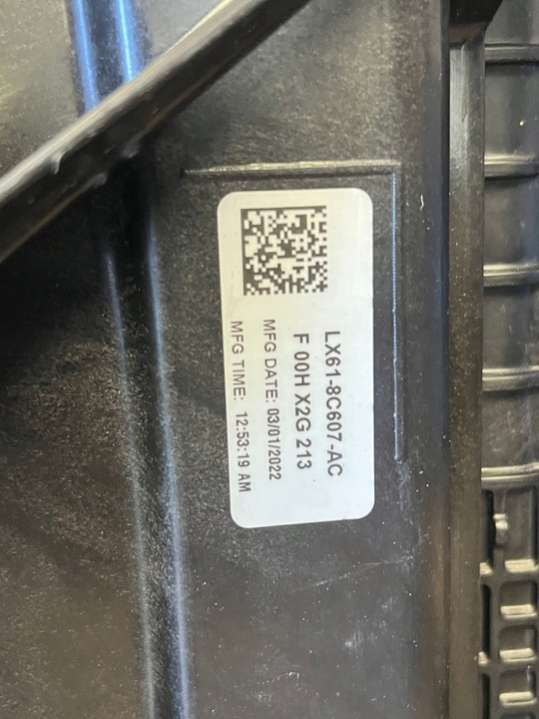 LX61-8C607-AC
F 00H X2G 213
MFG DATE: 03/01/2022
MFG TIME: 12:53:19 AM